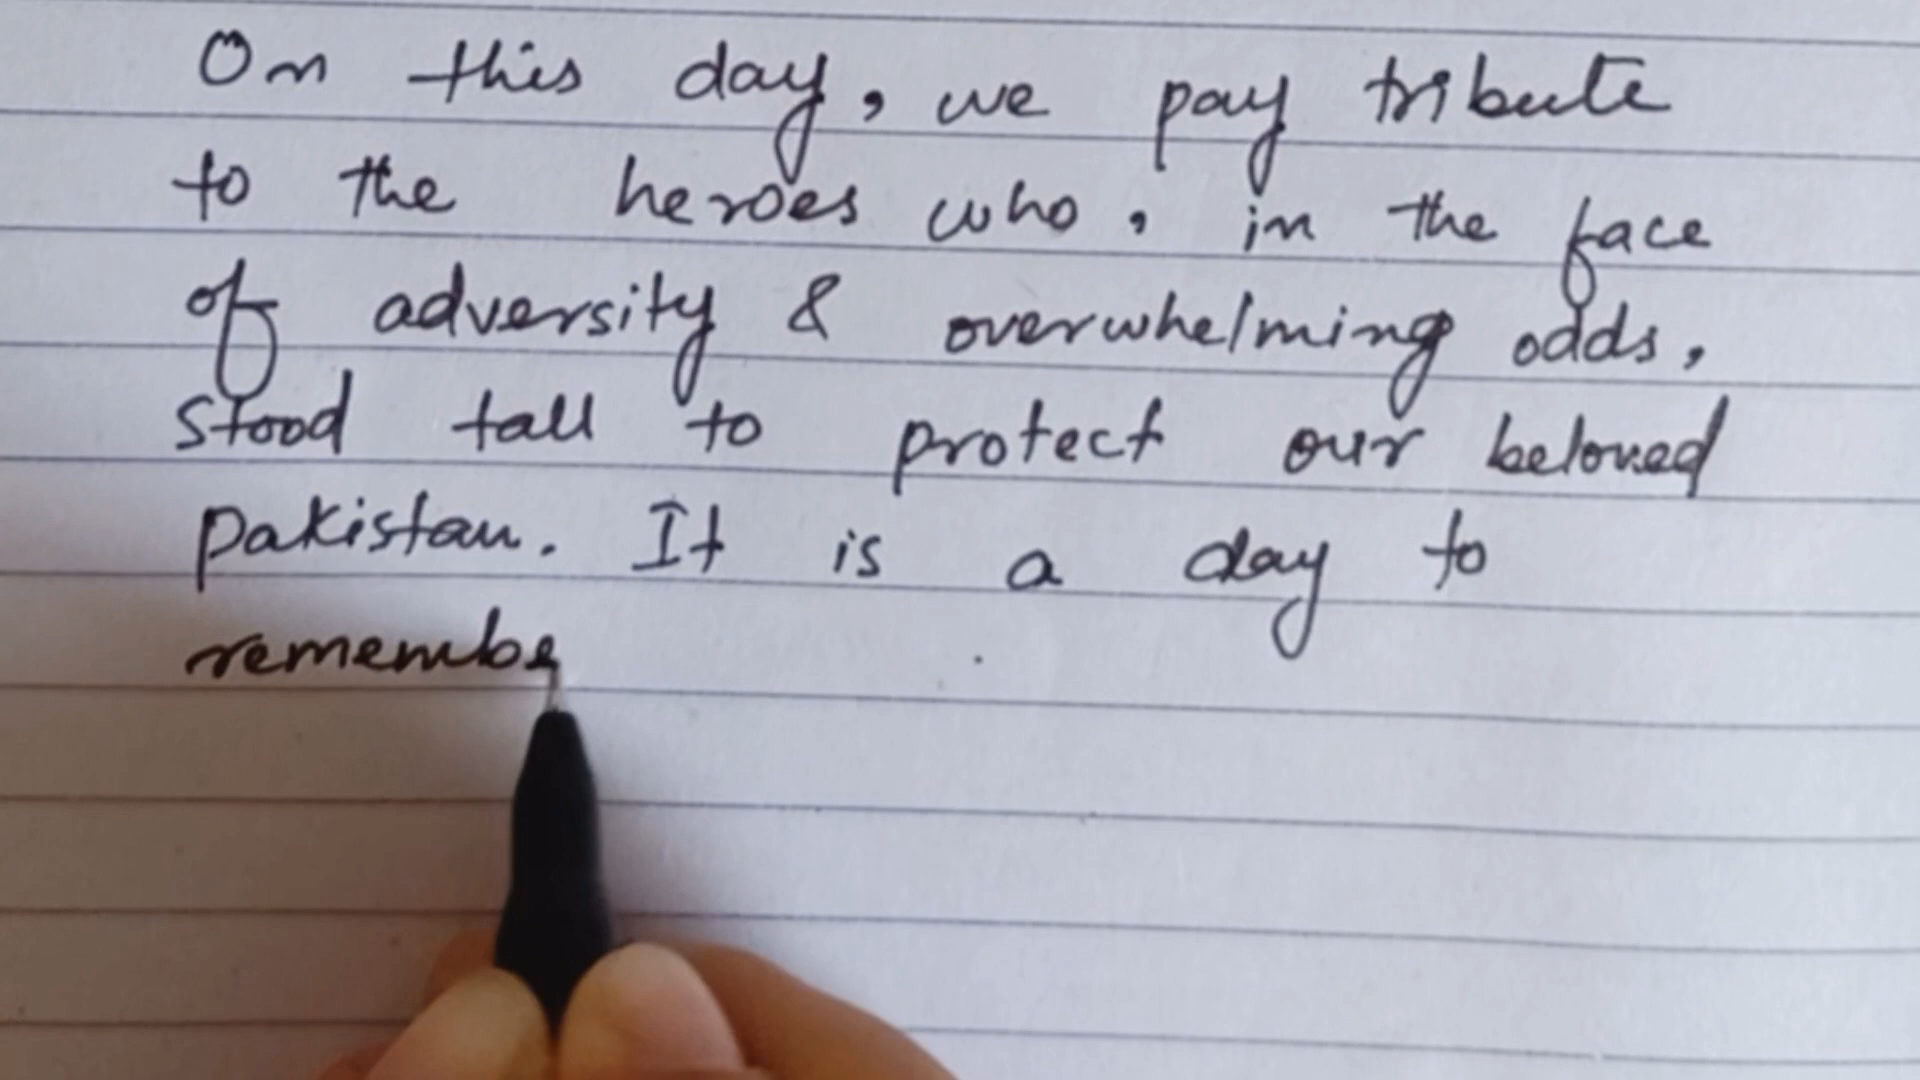 On this day, we pay tribute
to the heroes who, in the face
of adversity & overwhelming odds,
stood tall to protect our beloved
Pakistan. It is a day to
remembe